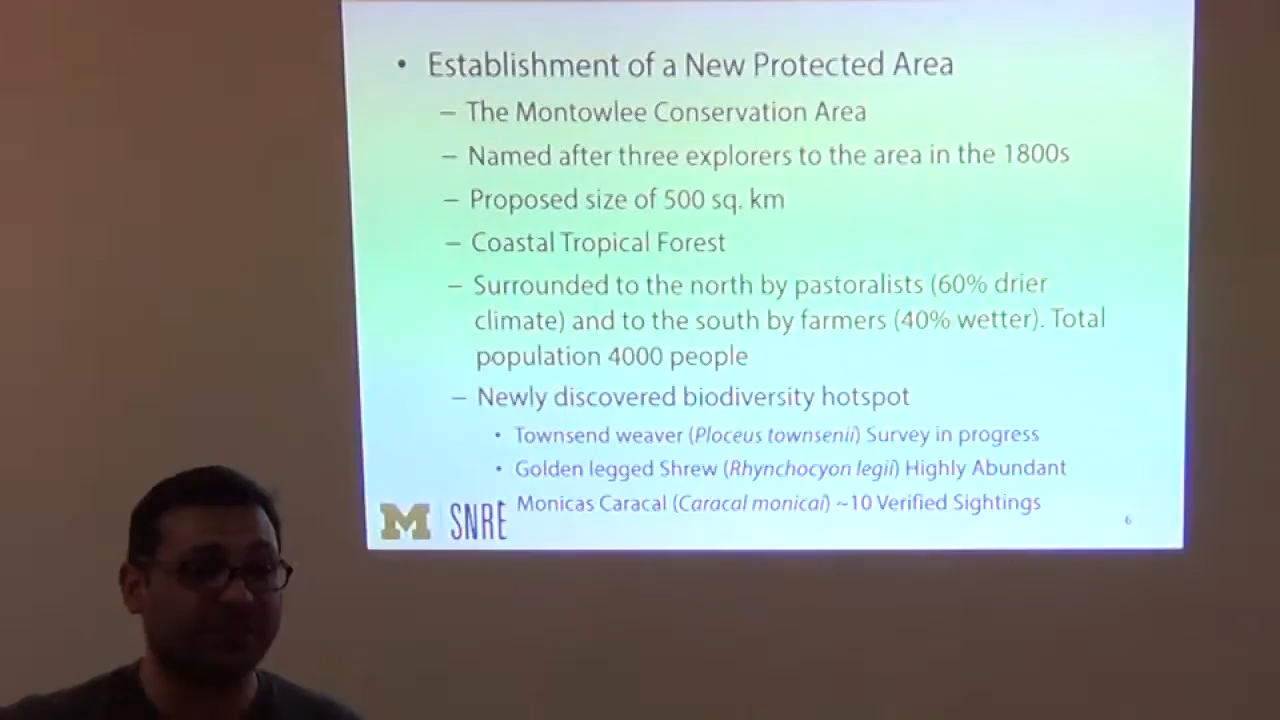 • Establishment of a New Protected Area
– The Montowlee Conservation Area
– Named after three explorers to the area in the 1800s
– Proposed size of 500 sq. km
– Coastal Tropical Forest
– Surrounded to the north by pastoralists (60% drier
climate) and to the south by farmers (40% wetter). Total
population 4000 people
– Newly discovered biodiversity hotspot
• Townsend weaver (Ploceus townsenii) Survey in progress
• Golden legged Shrew (Rhynchocyon legii) Highly Abundant
Monicas Caracal (Caracal monicai) ~10 Verified Sightings
M SNRE
6